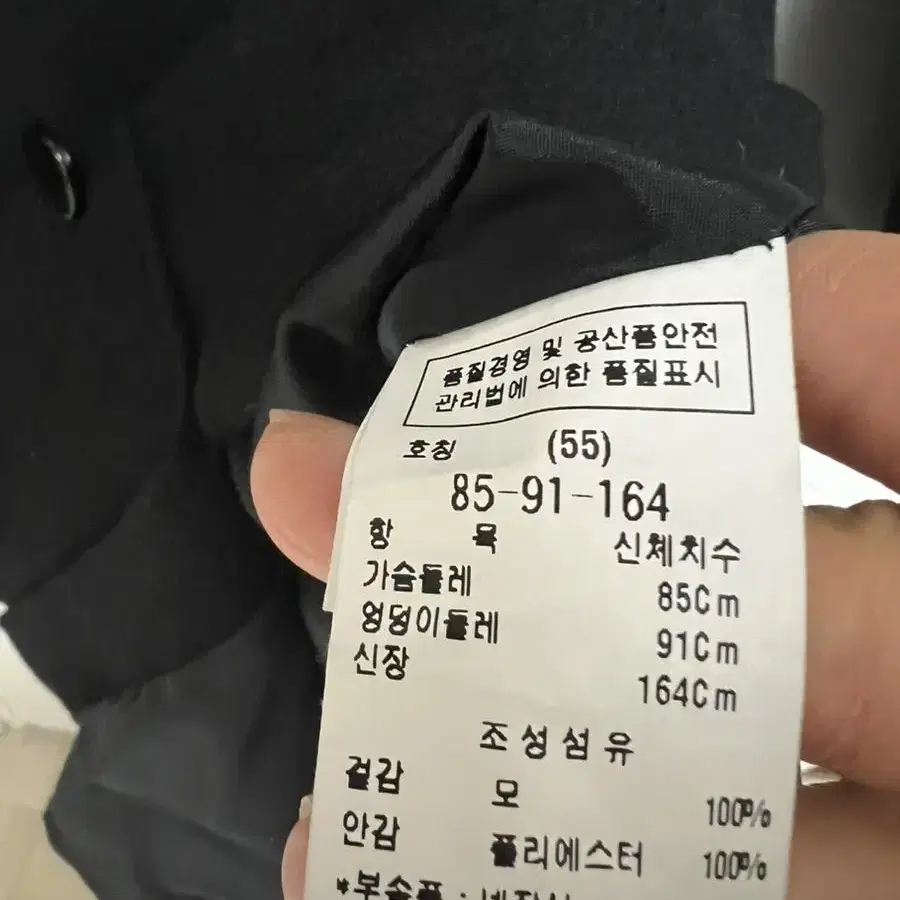 품질경영 및 공산품안전
관리법에 의한 품질표시
호칭 (55)
85-91-164
항 목 신체치수
가슴둘레 85Cm
엉덩이둘레 91Cm
신장 164Cm
조성섬유
겉감 모 100%
안감 폴리에스터 100%
*부속품 :